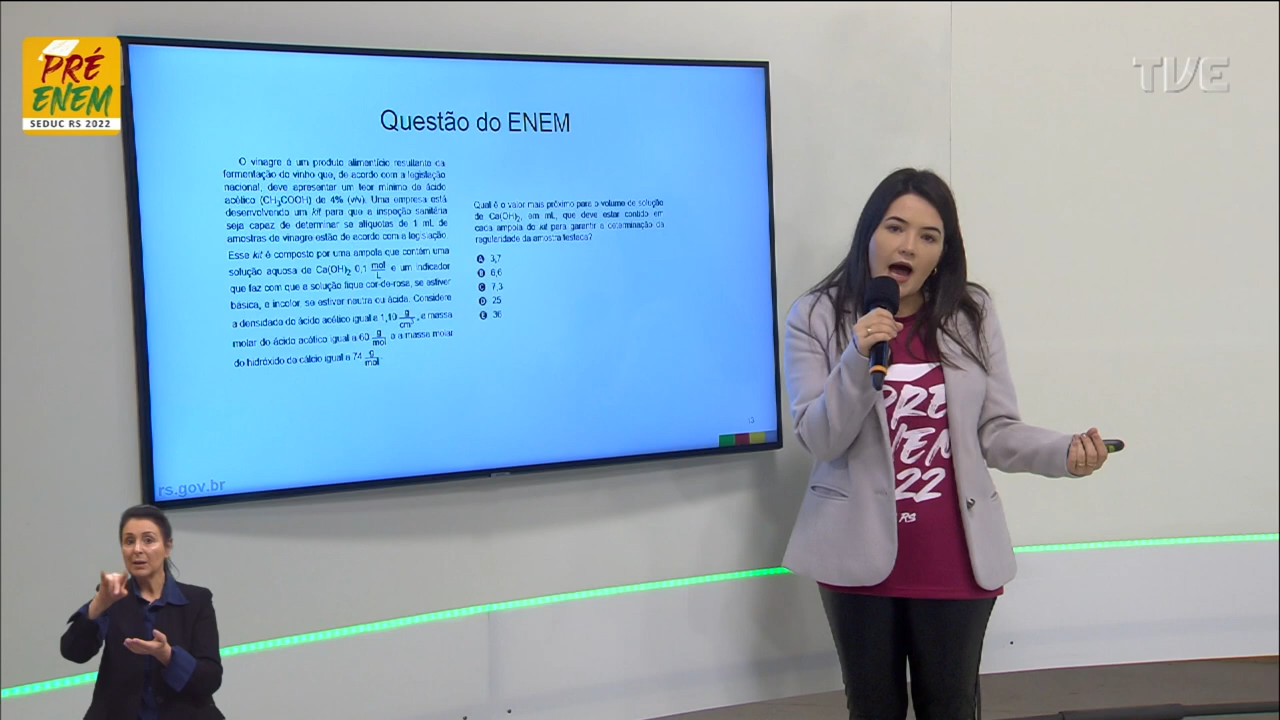 PRÉ
ENEM
SEDUC RS 2022
TVE
Questão do ENEM
O vinagre é um produto alimentício resultante da
fermentação do vinho que, de acordo com a legislação
nacional, deve apresentar um teor mínimo de ácido
acético (CH₃COOH) de 4% (v/v). Uma empresa está
desenvolvendo um kit para que a inspeção sanitária
seja capaz de determinar se alíquotas de 1 mL de
amostras de vinagre estão de acordo com a legislação.
Esse kit é composto por uma ampola que contém uma
solução aquosa de Ca(OH)₂ 0,1 mol/L e um indicador
que faz com que a solução fique cor-de-rosa, se estiver
básica, e incolor, se estiver neutra ou ácida. Considere
a densidade do ácido acético igual a 1,10 g/cm³, a massa
molar do ácido acético igual a 60 g/mol e a massa molar
do hidróxido de cálcio igual a 74 g/mol.
Qual é o valor mais próximo para o volume de solução
de Ca(OH)₂, em mL, que deve estar contido em
cada ampola do kit para garantir a determinação da
regularidade da amostra testada?
A 3,7
B 6,6
C 7,3
D 25
E 36
rs.gov.br
PRÉ
ENEM
2022
RS